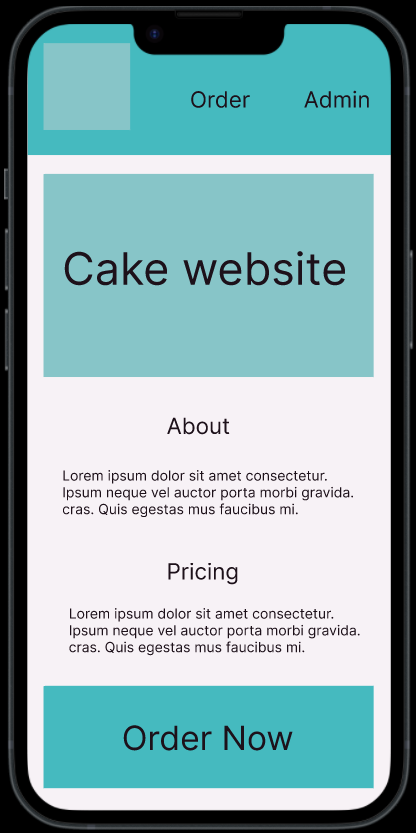 Order Admin
Cake website
About
Lorem ipsum dolor sit amet consectetur.
Ipsum neque vel auctor porta morbi gravida.
cras. Quis egestas mus faucibus mi.
Pricing
Lorem ipsum dolor sit amet consectetur.
Ipsum neque vel auctor porta morbi gravida.
cras. Quis egestas mus faucibus mi.
Order Now